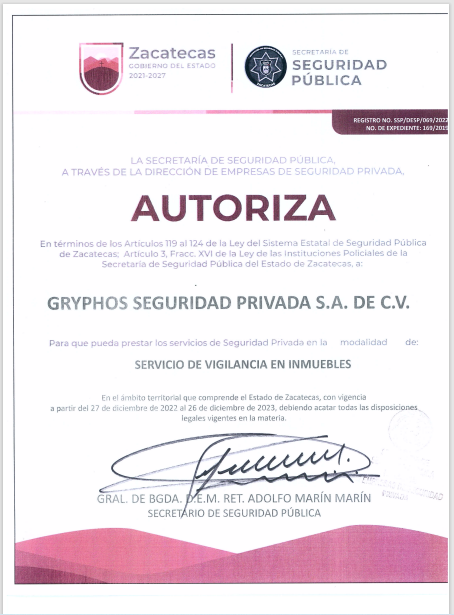 Zacatecas
GOBIERNO DEL ESTADO
2021-2027
SECRETARÍA DE
SEGURIDAD
PÚBLICA
REGISTRO NO. SSP/DESP/069/2022
NO. DE EXPEDIENTE: 169/2019
LA SECRETARÍA DE SEGURIDAD PÚBLICA,
A TRAVÉS DE LA DIRECCIÓN DE EMPRESAS DE SEGURIDAD PRIVADA,
AUTORIZA
En términos de los Artículos 119 al 124 de la Ley del Sistema Estatal de Seguridad Pública
de Zacatecas; Artículo 3, Fracc. XVI de la Ley de las Instituciones Policiales de la
Secretaría de Seguridad Pública del Estado de Zacatecas, a:
GRYPHOS SEGURIDAD PRIVADA S.A. DE C.V.
Para que pueda prestar los servicios de Seguridad Privada en la modalidad de:
SERVICIO DE VIGILANCIA EN INMUEBLES
En el ámbito territorial que comprende el Estado de Zacatecas, con vigencia
a partir del 27 de diciembre de 2022 al 26 de diciembre de 2023, debiendo acatar todas las disposiciones
legales vigentes en la materia.
GRAL. DE BGDA. D.E.M. RET. ADOLFO MARÍN MARÍN
SECRETARIO DE SEGURIDAD PÚBLICA